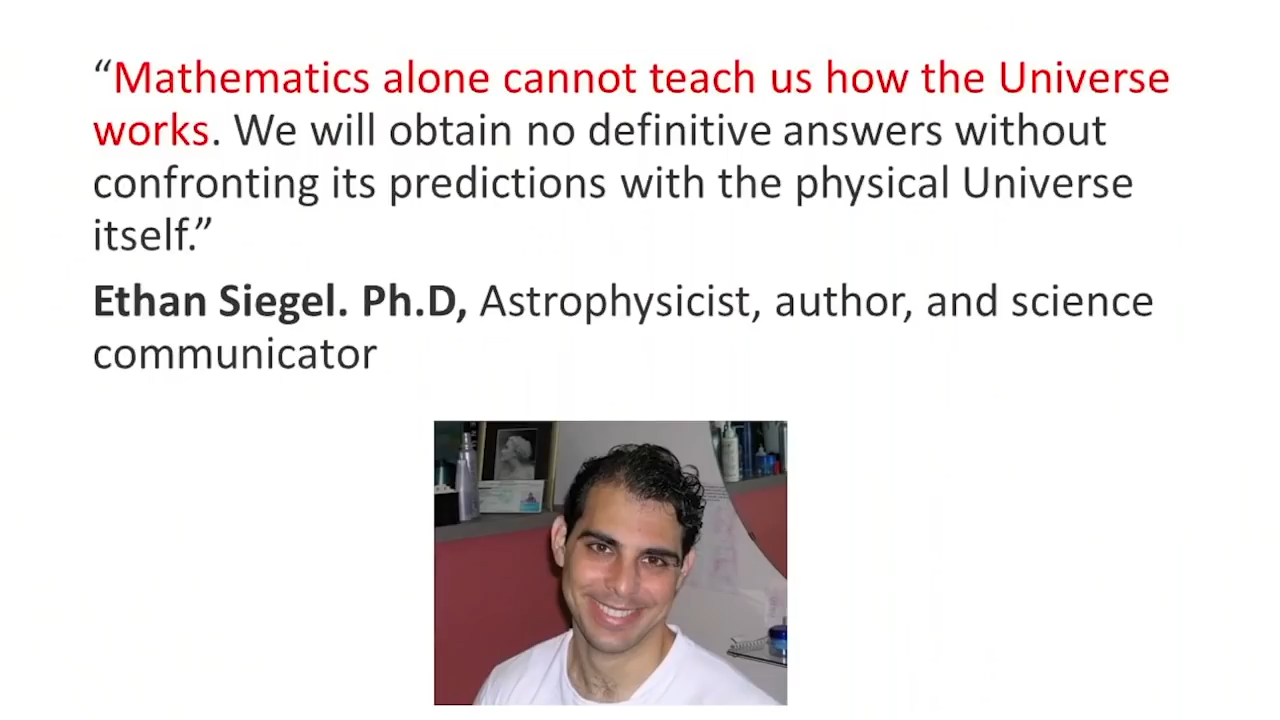 “Mathematics alone cannot teach us how the Universe
works. We will obtain no definitive answers without
confronting its predictions with the physical Universe
itself.”
Ethan Siegel. Ph.D, Astrophysicist, author, and science
communicator